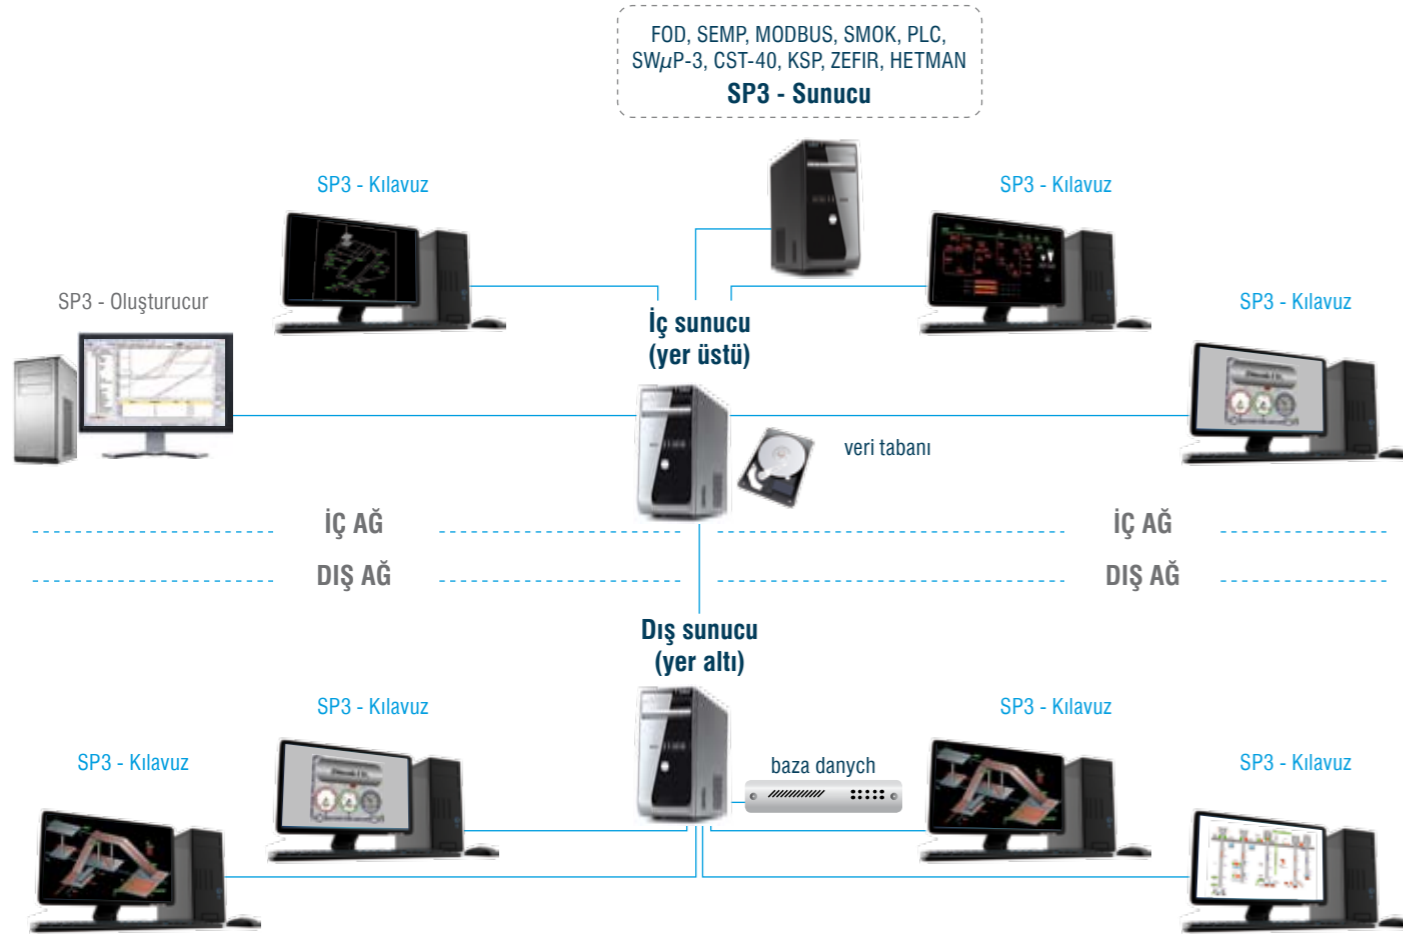 FOD, SEMP, MODBUS, SMOK, PLC,
SWµP-3, CST-40, KSP, ZEFIR, HETMAN
SP3 - Sunucu
SP3 - Kılavuz
SP3 - Kılavuz
SP3 - Oluşturucur
SP3 - Kılavuz
İç sunucu
(yer üstü)
veri tabanı
İÇ AĞ
İÇ AĞ
DIŞ AĞ
DIŞ AĞ
Dış sunucu
(yer altı)
SP3 - Kılavuz
SP3 - Kılavuz
SP3 - Kılavuz
baza danych
SP3 - Kılavuz